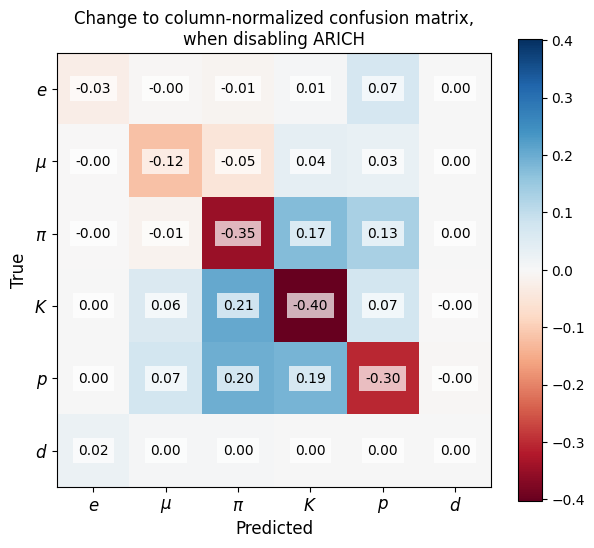 Change to column-normalized confusion matrix,
when disabling ARICH
True
e -0.03 -0.00 -0.01 0.01 0.07 0.00
μ -0.00 -0.12 -0.05 0.04 0.03 0.00
π -0.00 -0.01 -0.35 0.17 0.13 0.00
K 0.00 0.06 0.21 -0.40 0.07 -0.00
p 0.00 0.07 0.20 0.19 -0.30 -0.00
d 0.02 0.00 0.00 0.00 0.00 0.00
e μ π K p d
Predicted
0.4
0.3
0.2
0.1
0.0
−0.1
−0.2
−0.3
−0.4